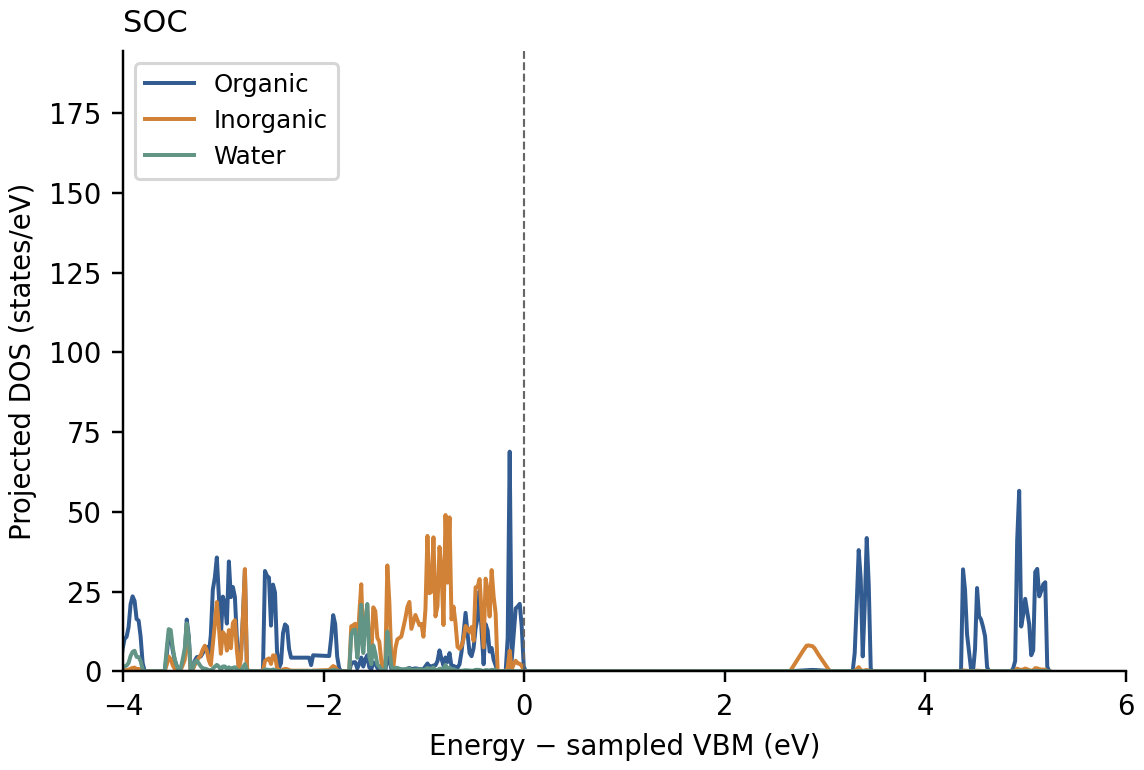 SOC
Organic
Inorganic
Water
175
150
125
100
75
50
25
0
Projected DOS (states/eV)
−4 −2 0 2 4 6
Energy − sampled VBM (eV)